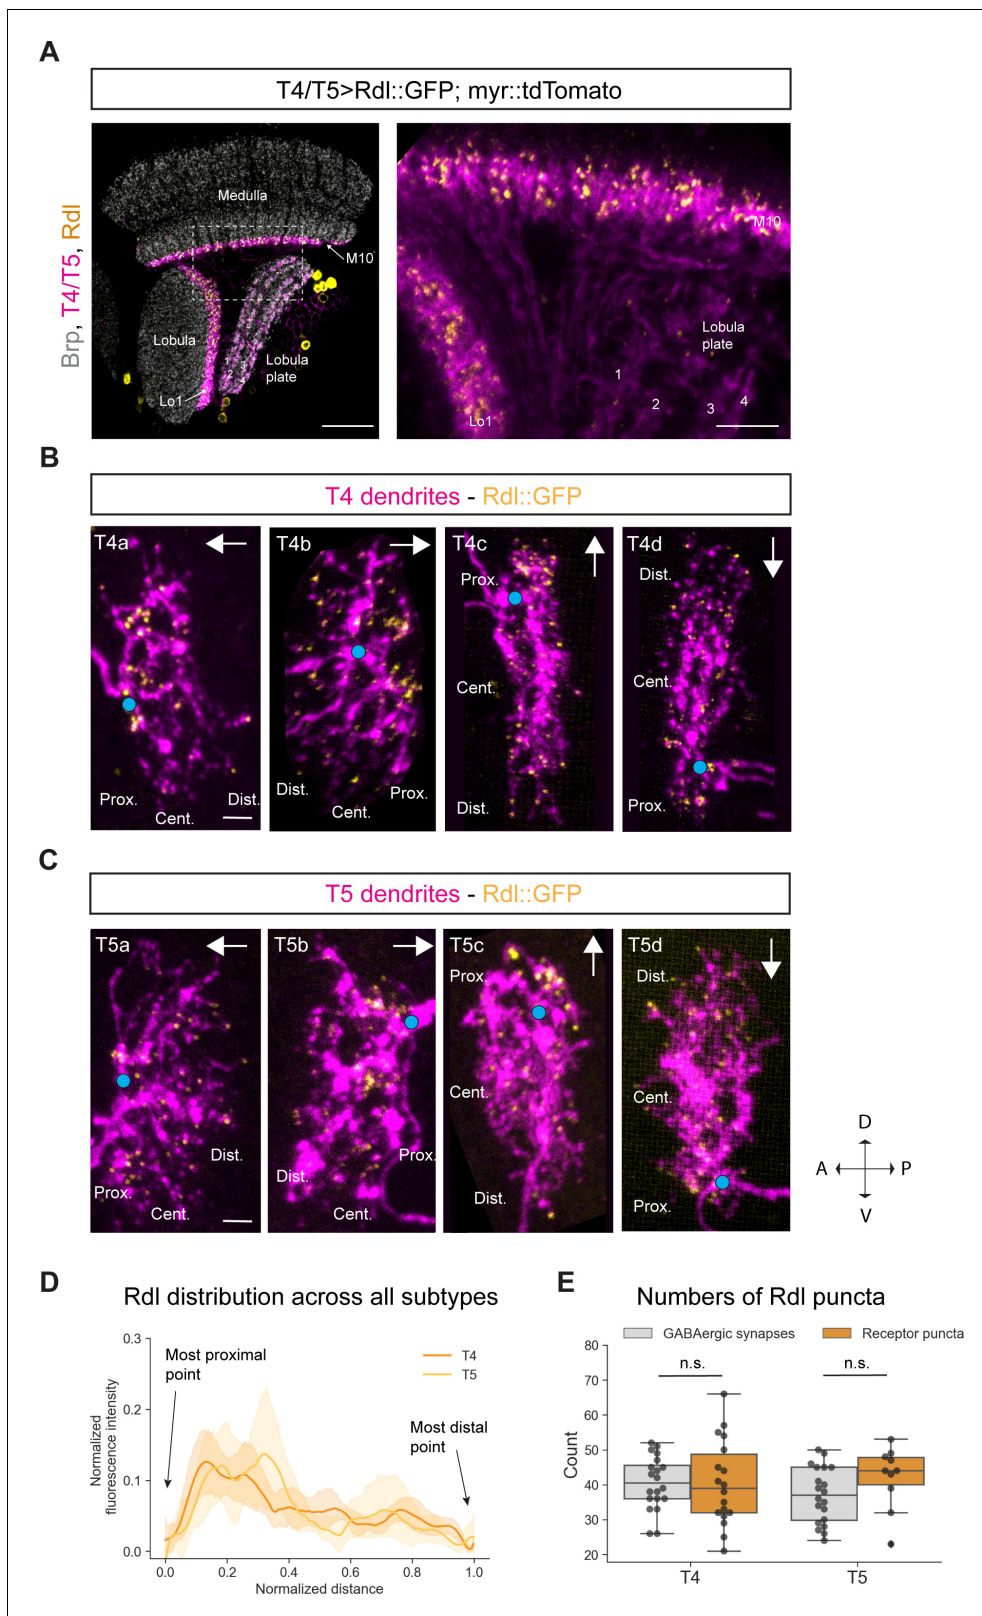 A
T4/T5>Rdl::GFP; myr::tdTomato
Brp, T4/T5, Rdl
Medulla
M10
Lobula
Lobula
plate
1
2
3
4
Lo1
M10
Lobula
plate
1
2
3
4
Lo1
B
T4 dendrites - Rdl::GFP
T4a
Prox.
Cent.
Dist.
T4b
Dist.
Cent.
Prox.
T4c
Prox.
Cent.
Dist.
T4d
Dist.
Cent.
Prox.
C
T5 dendrites - Rdl::GFP
T5a
Dist.
Prox.
Cent.
T5b
Prox.
Dist.
Cent.
T5c
Prox.
Cent.
Dist.
T5d
Dist.
Cent.
Prox.
D
A
P
V
D
Rdl distribution across all subtypes
Normalized
fluorescence intensity
0.3
0.2
0.1
0.0
Most proximal
point
T4
T5
Most distal
point
0.0
0.2
0.4
0.6
0.8
1.0
Normalized distance
E
Numbers of Rdl puncta
GABAergic synapses
Receptor puncta
Count
80
70
60
50
40
30
20
n.s.
n.s.
T4
T5